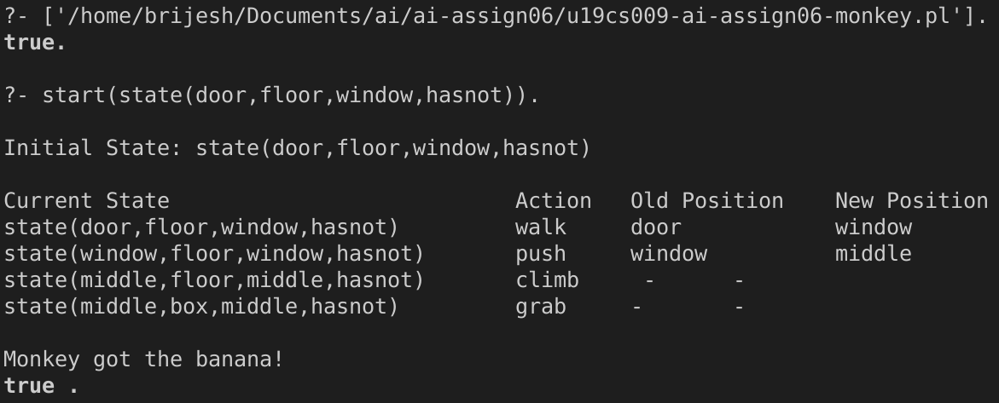 ?- ['/home/brijesh/Documents/ai/ai-assign06/u19cs009-ai-assign06-monkey.pl'].
true.
?- start(state(door,floor,window,hasnot)).
Initial State: state(door,floor,window,hasnot)
Current State Action Old Position New Position
state(door,floor,window,hasnot) walk door window
state(window,floor,window,hasnot) push window middle
state(middle,floor,middle,hasnot) climb - -
state(middle,box,middle,hasnot) grab - -
Monkey got the banana!
true .